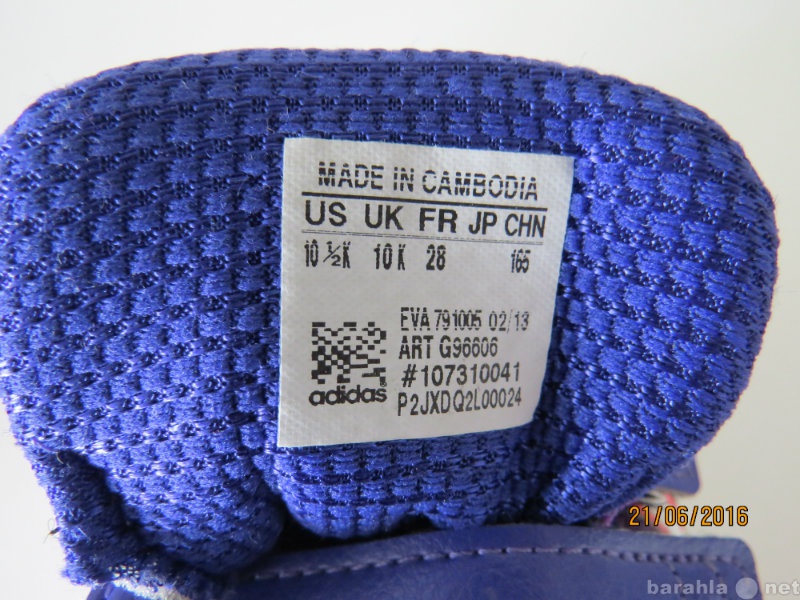 MADE IN CAMBODIA
US UK FR JP CHN
10 ½K 10K 28 165
EVA 791005 02/13
ART G96606
#107310041
adidas P2JXDQ2L00024
21/06/2016
barahla.net